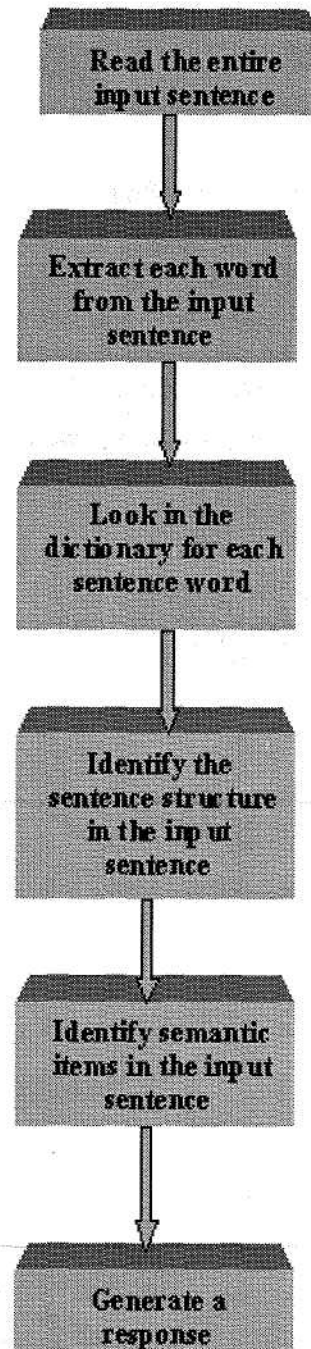 Read the entire
input sentence
Extract each word
from the input
sentence
Look in the
dictionary for each
sentence word
Identify the
sentence structure
in the input
sentence
Identify semantic
items in the input
sentence
Generate a
response